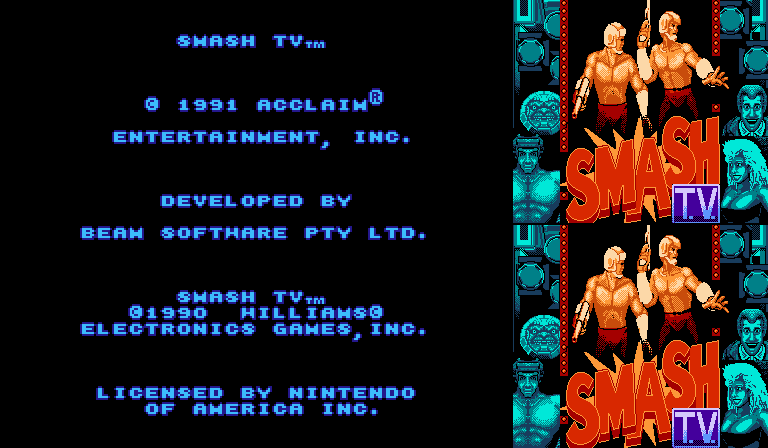 SMASH TV™
© 1991 ACCLAIM®
ENTERTAINMENT, INC.
DEVELOPED BY
BEAM SOFTWARE PTY LTD.
SMASH TV™
©1990 WILLIAMS®
ELECTRONICS GAMES,INC.
LICENSED BY NINTENDO
OF AMERICA INC.
SMASH
T.V.
SMASH
T.V.